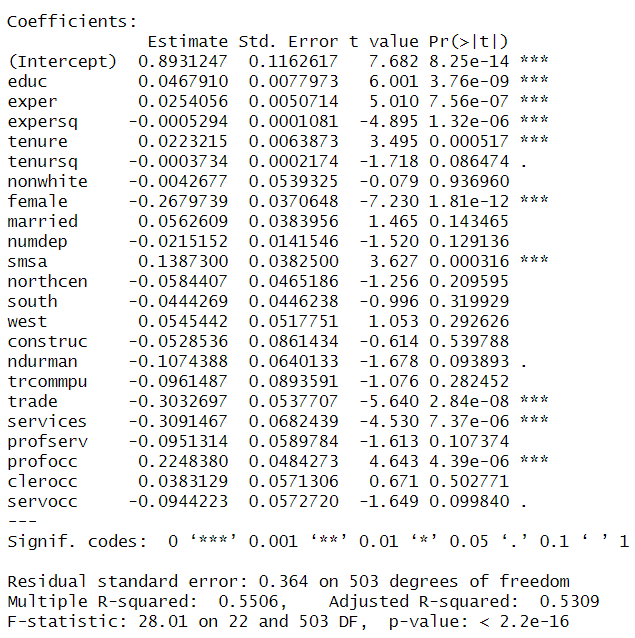 Coefficients:
              Estimate Std. Error t value Pr(>|t|)
(Intercept)  0.8931247  0.1162617   7.682 8.25e-14 ***
educ         0.0467910  0.0077973   6.001 3.76e-09 ***
exper        0.0254056  0.0050714   5.010 7.56e-07 ***
expersq     -0.0005294  0.0001081  -4.895 1.32e-06 ***
tenure       0.0223215  0.0063873   3.495 0.000517 ***
tenursq     -0.0003734  0.0002174  -1.718 0.086474 .
nonwhite    -0.0042677  0.0539325  -0.079 0.936960
female      -0.2679739  0.0370648  -7.230 1.81e-12 ***
married      0.0562609  0.0383956   1.465 0.143465
numdep      -0.0215152  0.0141546  -1.520 0.129136
smsa         0.1387300  0.0382500   3.627 0.000316 ***
northcen    -0.0584407  0.0465186  -1.256 0.209595
south       -0.0444269  0.0446238  -0.996 0.319929
west         0.0545442  0.0517751   1.053 0.292626
construc    -0.0528536  0.0861434  -0.614 0.539788
ndurman     -0.1074388  0.0640133  -1.678 0.093893 .
trcommpu    -0.0961487  0.0893591  -1.076 0.282452
trade       -0.3032697  0.0537707  -5.640 2.84e-08 ***
services    -0.3091467  0.0682439  -4.530 7.37e-06 ***
profserv    -0.0951314  0.0589784  -1.613 0.107374
profocc      0.2248380  0.0484273   4.643 4.39e-06 ***
clerocc      0.0383129  0.0571306   0.671 0.502771
servocc     -0.0944223  0.0572720  -1.649 0.099840 .
---
Signif. codes:  0 ‘***’ 0.001 ‘**’ 0.01 ‘*’ 0.05 ‘.’ 0.1 ‘ ’ 1
Residual standard error: 0.364 on 503 degrees of freedom
Multiple R-squared:  0.5506,    Adjusted R-squared:  0.5309
F-statistic: 28.01 on 22 and 503 DF,  p-value: < 2.2e-16